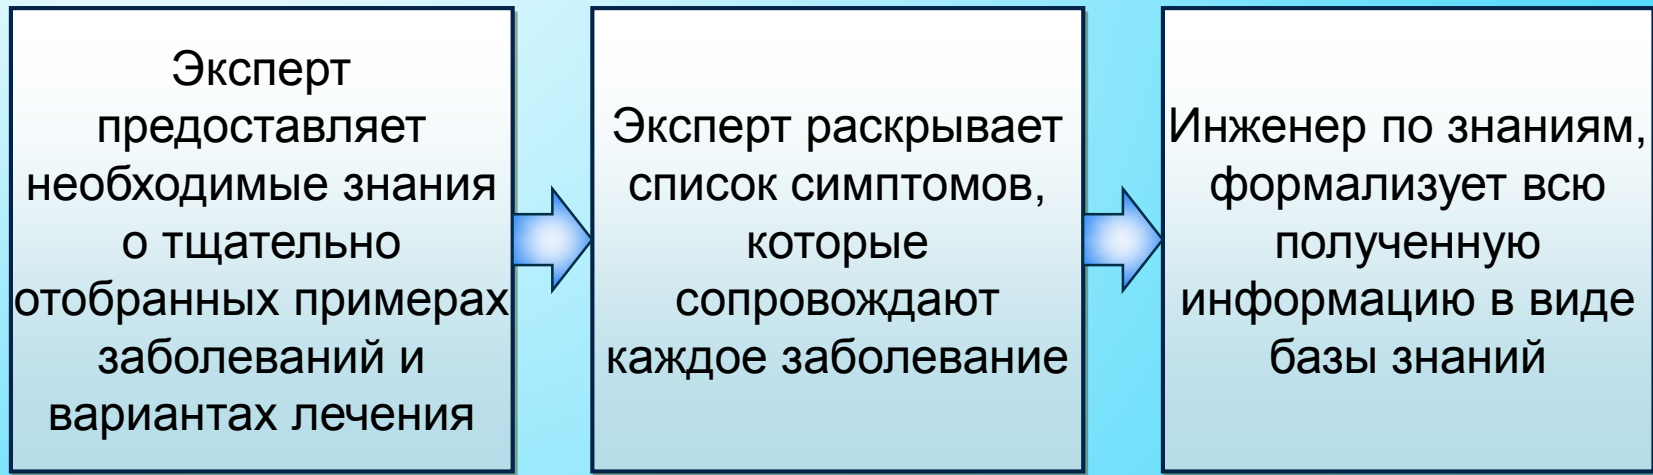 Эксперт
предоставляет
необходимые знания
о тщательно
отобранных примерах
заболеваний и
вариантах лечения
Эксперт раскрывает
список симптомов,
которые
сопровождают
каждое заболевание
Инженер по знаниям,
формализует всю
полученную
информацию в виде
базы знаний